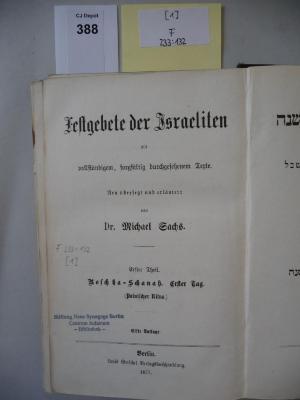 CJ Depot
388
[1]
F
233:132
Festgebete der Israeliten
mit
vollständigem, sorgfältig durchgesehenem Texte.
Neu übersetzt und erläutert
von
Dr. Michael Sachs.
F 233:132
[1]
Erster Theil.
Rosch ha-Schanah. Erster Tag.
(Polnischer Ritus.)
Stiftung Neue Synagoge Berlin
Centrum Judaicum
– Bibliothek –
Elfte Auflage
Berlin.
Verlagsbuchhandlung.
שנה